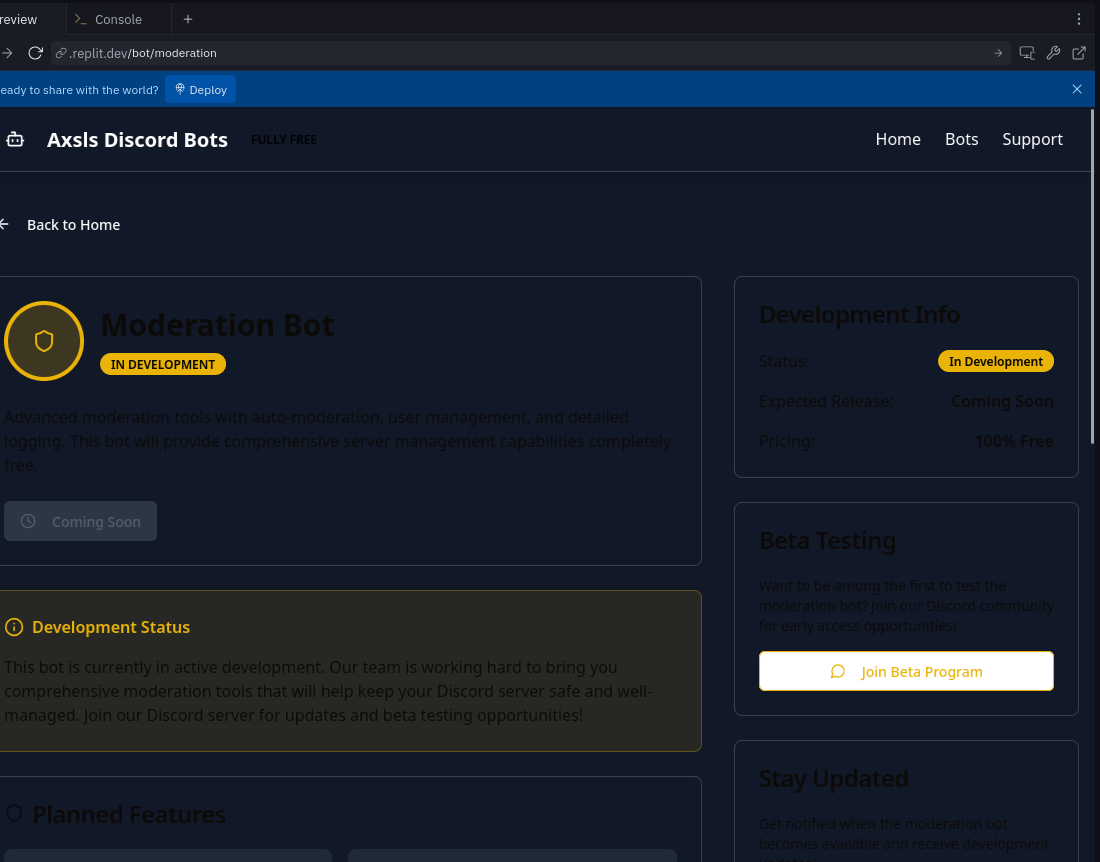 review
Console
.replit.dev/bot/moderation
eady to share with the world?
Deploy
Axsls Discord Bots
FULLY FREE
Home
Bots
Support
Back to Home
Moderation Bot
IN DEVELOPMENT
Advanced moderation tools with auto-moderation, user management, and detailed
logging. This bot will provide comprehensive server management capabilities completely
free.
Coming Soon
Development Status
This bot is currently in active development. Our team is working hard to bring you
comprehensive moderation tools that will help keep your Discord server safe and well-
managed. Join our Discord server for updates and beta testing opportunities!
Planned Features
Development Info
Status:
In Development
Expected Release:
Coming Soon
Pricing:
100% Free
Beta Testing
Want to be among the first to test the
moderation bot? Join our Discord community
for early access opportunities!
Join Beta Program
Stay Updated
Get notified when the moderation bot
becomes available and receive development